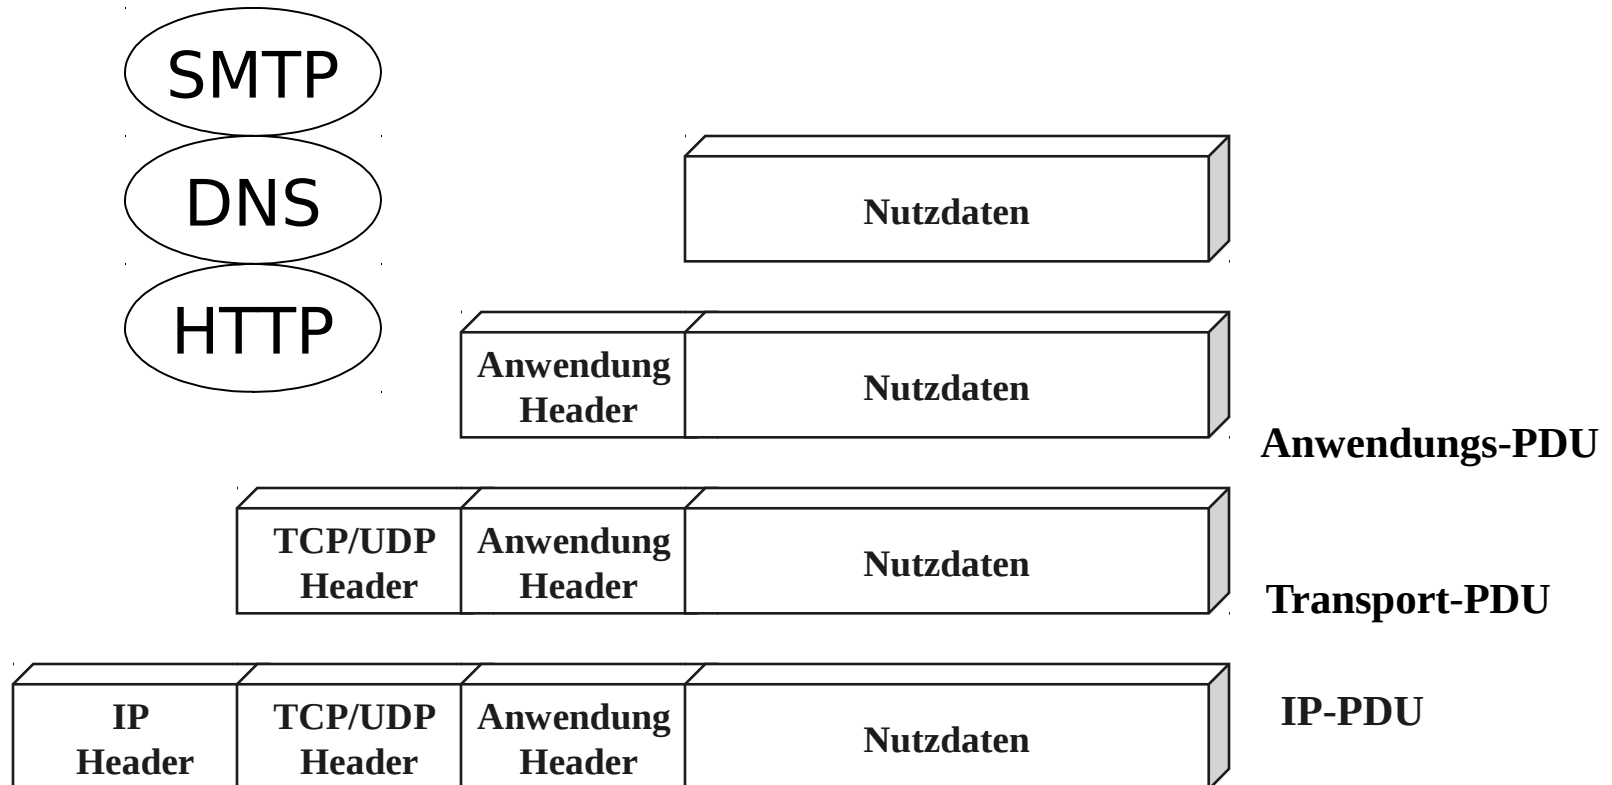 SMTP
DNS
HTTP
Nutzdaten
Anwendung
Header
Nutzdaten
Anwendungs-PDU
TCP/UDP
Header
Anwendung
Header
Nutzdaten
Transport-PDU
IP
Header
TCP/UDP
Header
Anwendung
Header
Nutzdaten
IP-PDU